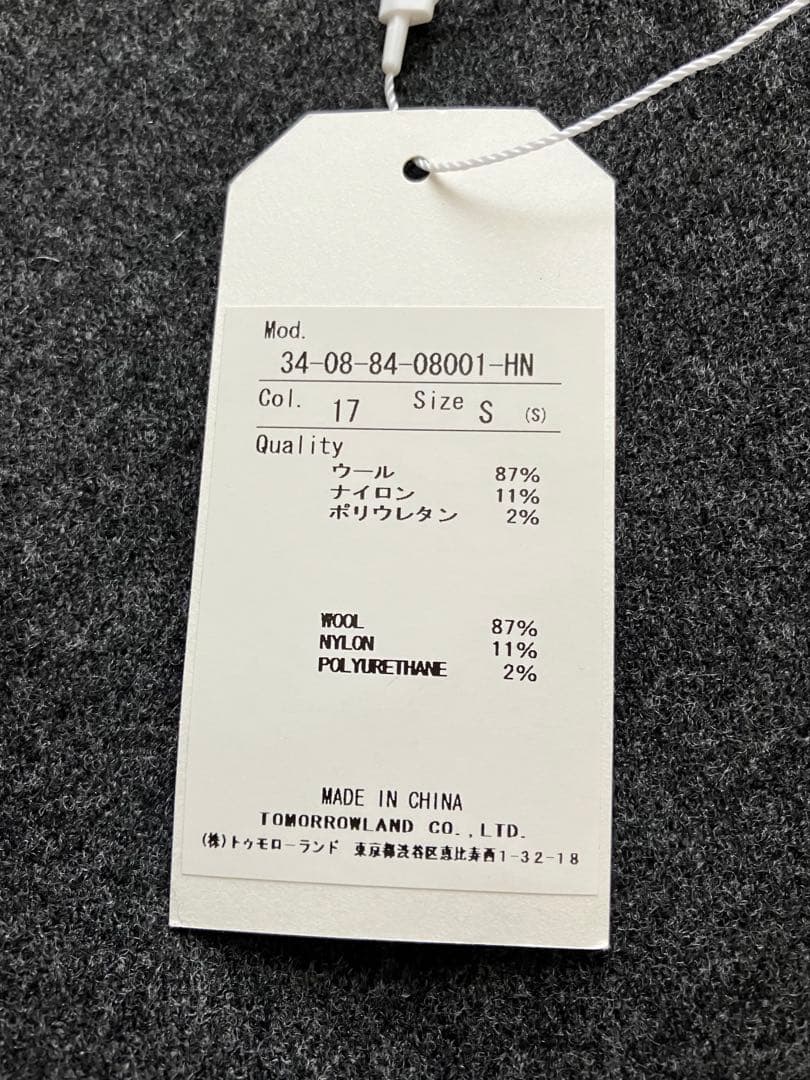 Mod.
34-08-84-08001-HN
Col. 17 Size S (S)
Quality
ウール 87%
ナイロン 11%
ポリウレタン 2%
WOOL 87%
NYLON 11%
POLYURETHANE 2%
MADE IN CHINA
TOMORROWLAND CO.,LTD.
(株)トゥモローランド 東京都渋谷区恵比寿西1-32-18